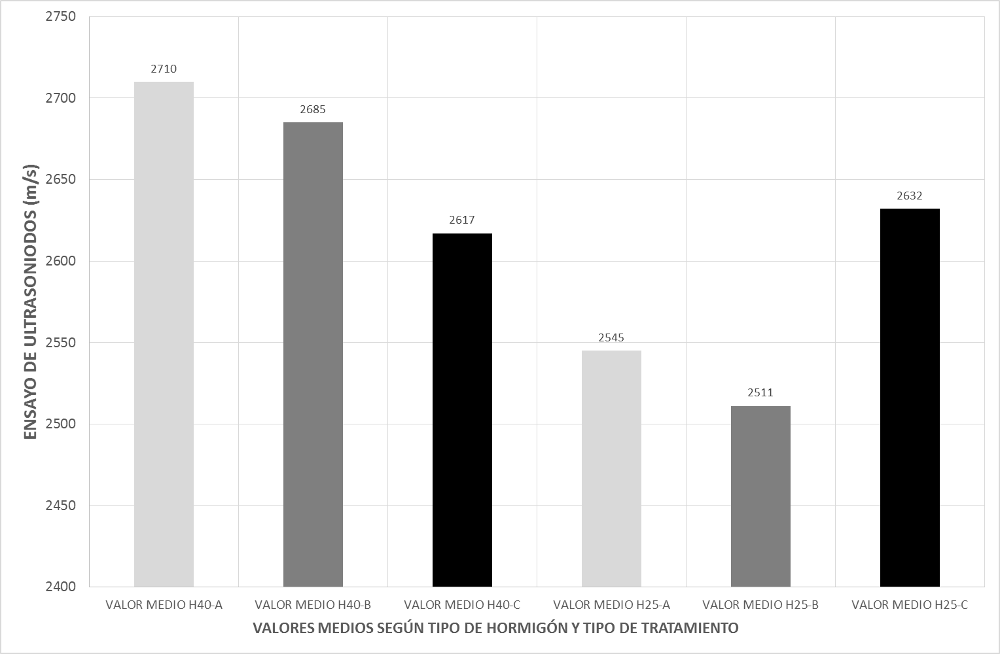 2750
2700
2650
2600
2550
2500
2450
2400
ENSAYO DE ULTRASONIODOS (m/s)
2710
2685
2617
2545
2511
2632
VALOR MEDIO H40-A
VALOR MEDIO H40-B
VALOR MEDIO H40-C
VALOR MEDIO H25-A
VALOR MEDIO H25-B
VALOR MEDIO H25-C
VALORES MEDIOS SEGÚN TIPO DE HORMIGÓN Y TIPO DE TRATAMIENTO